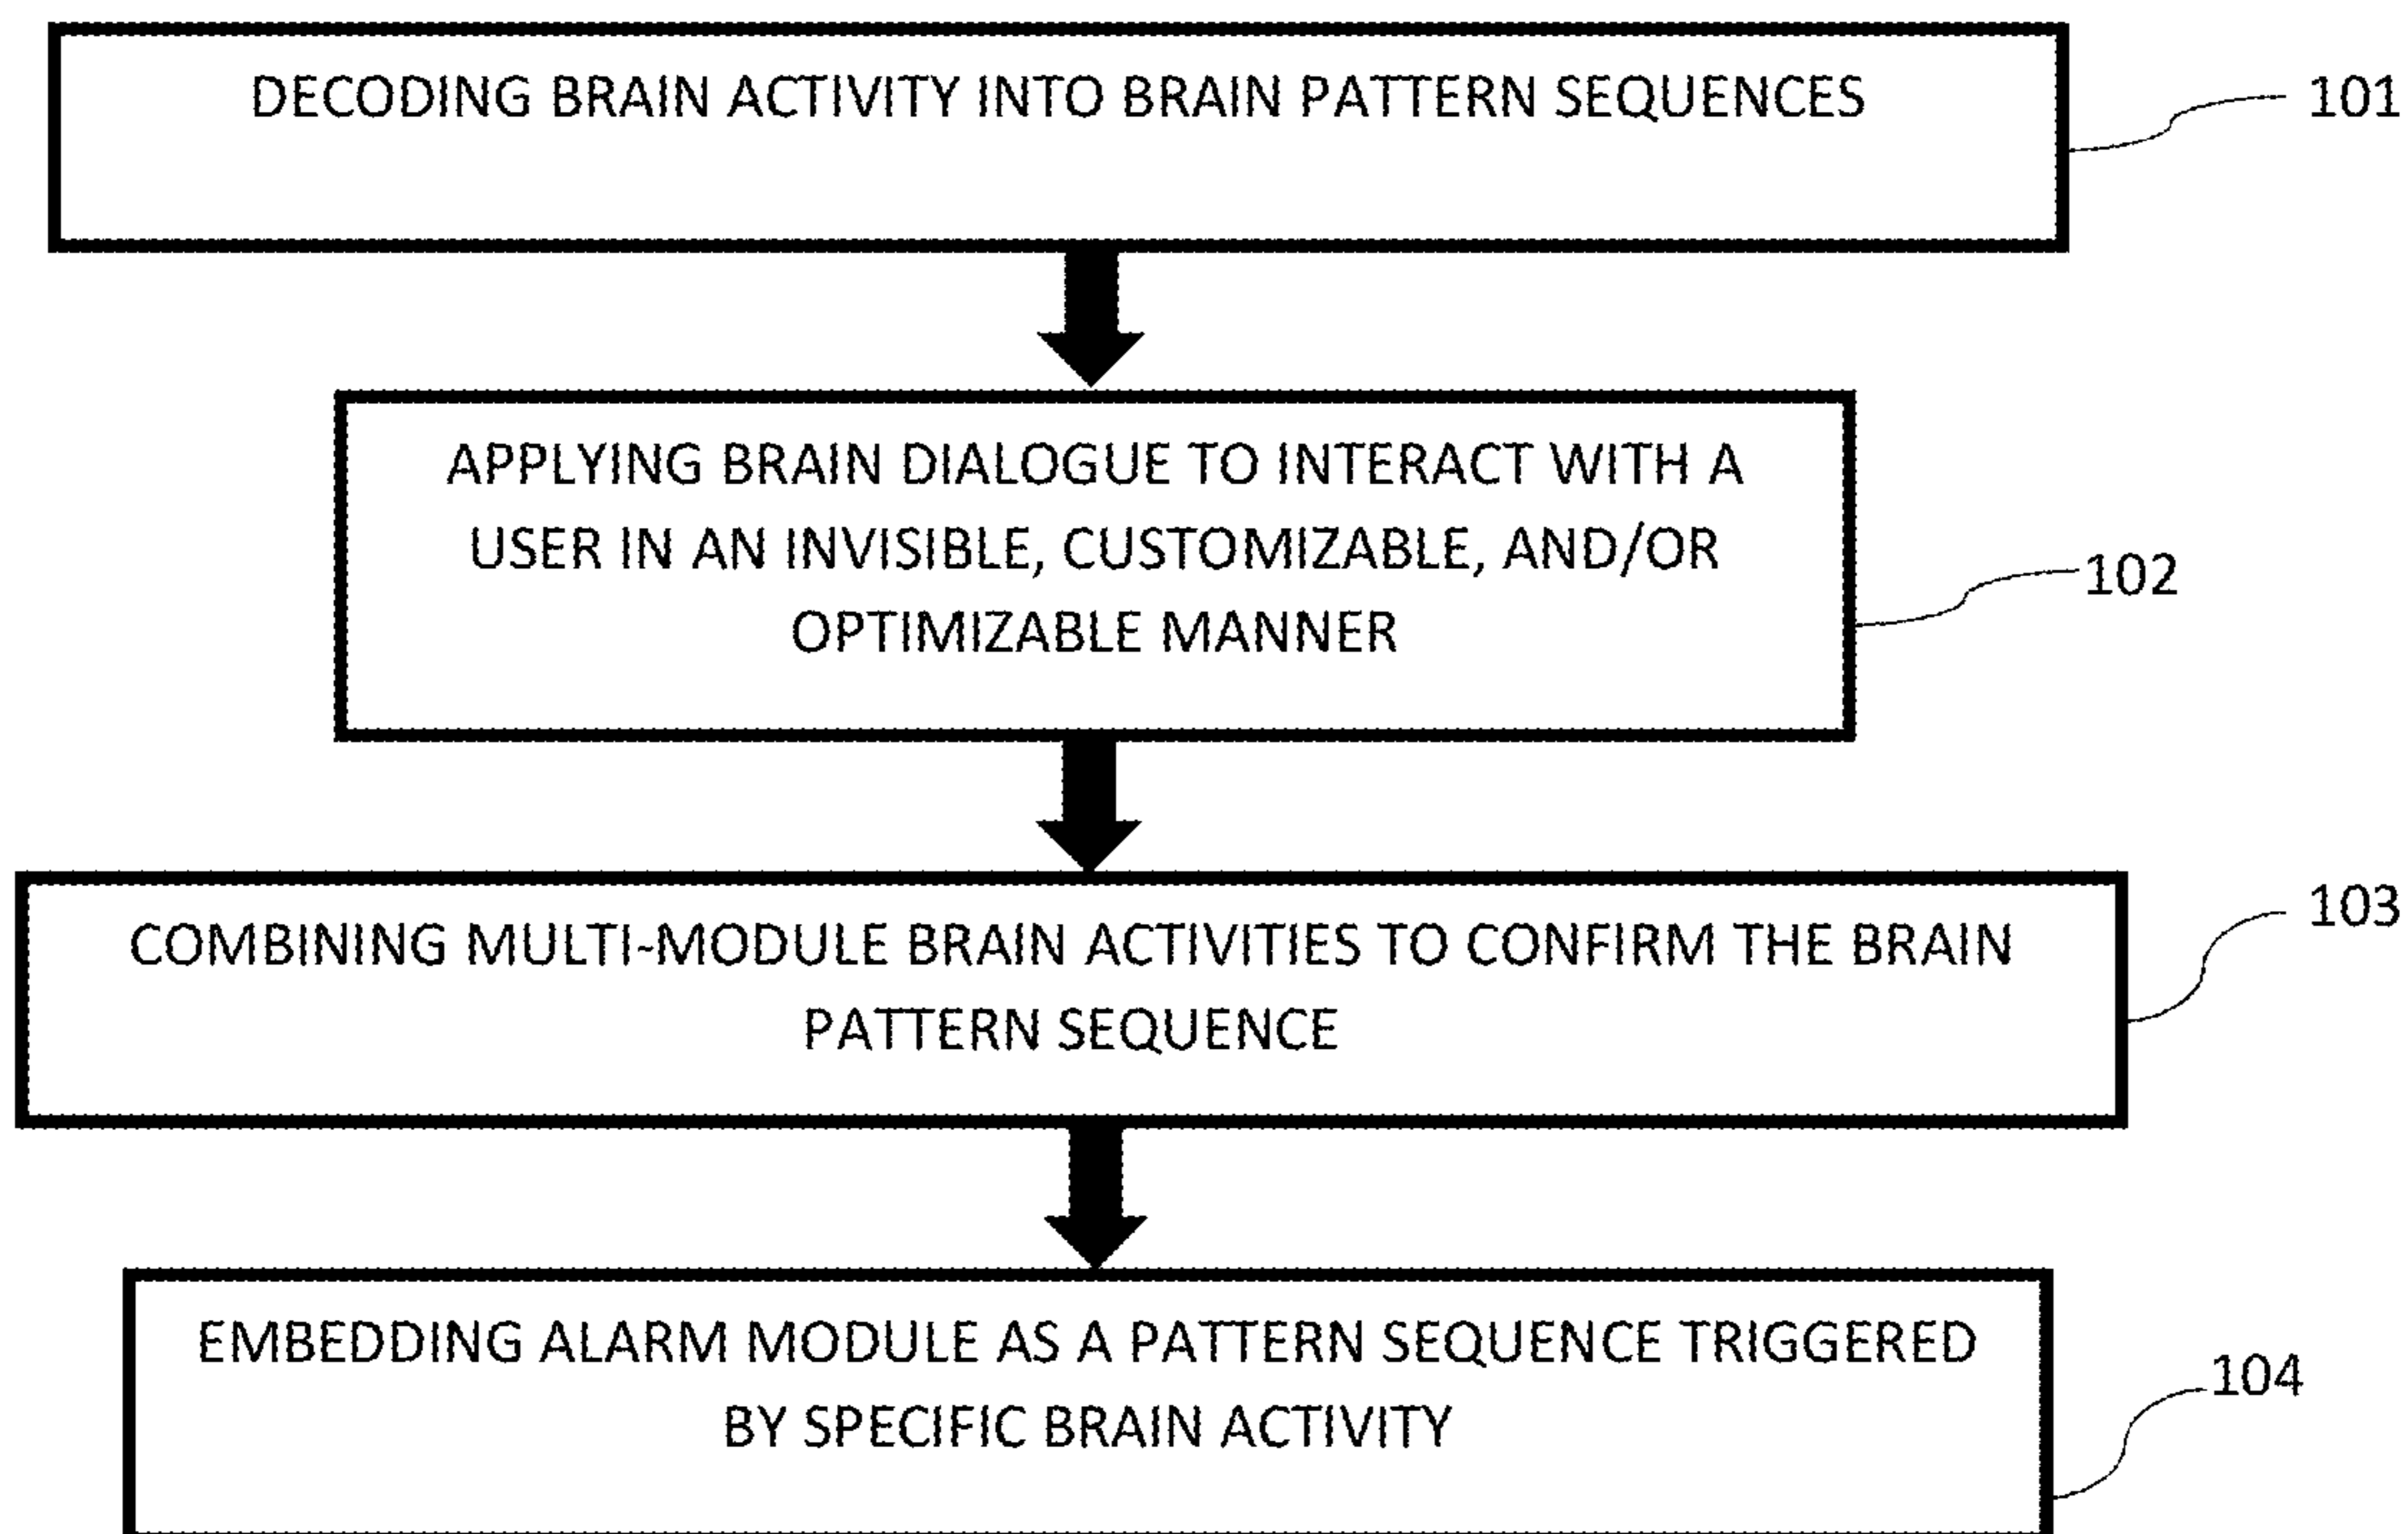 DECODING BRAIN ACTIVITY INTO BRAIN PATTERN SEQUENCES
101
APPLYING BRAIN DIALOGUE TO INTERACT WITH A
USER IN AN INVISIBLE, CUSTOMIZABLE, AND/OR
OPTIMIZABLE MANNER
102
COMBINING MULTI-MODULE BRAIN ACTIVITIES TO CONFIRM THE BRAIN
PATTERN SEQUENCE
103
EMBEDDING ALARM MODULE AS A PATTERN SEQUENCE TRIGGERED
BY SPECIFIC BRAIN ACTIVITY
104